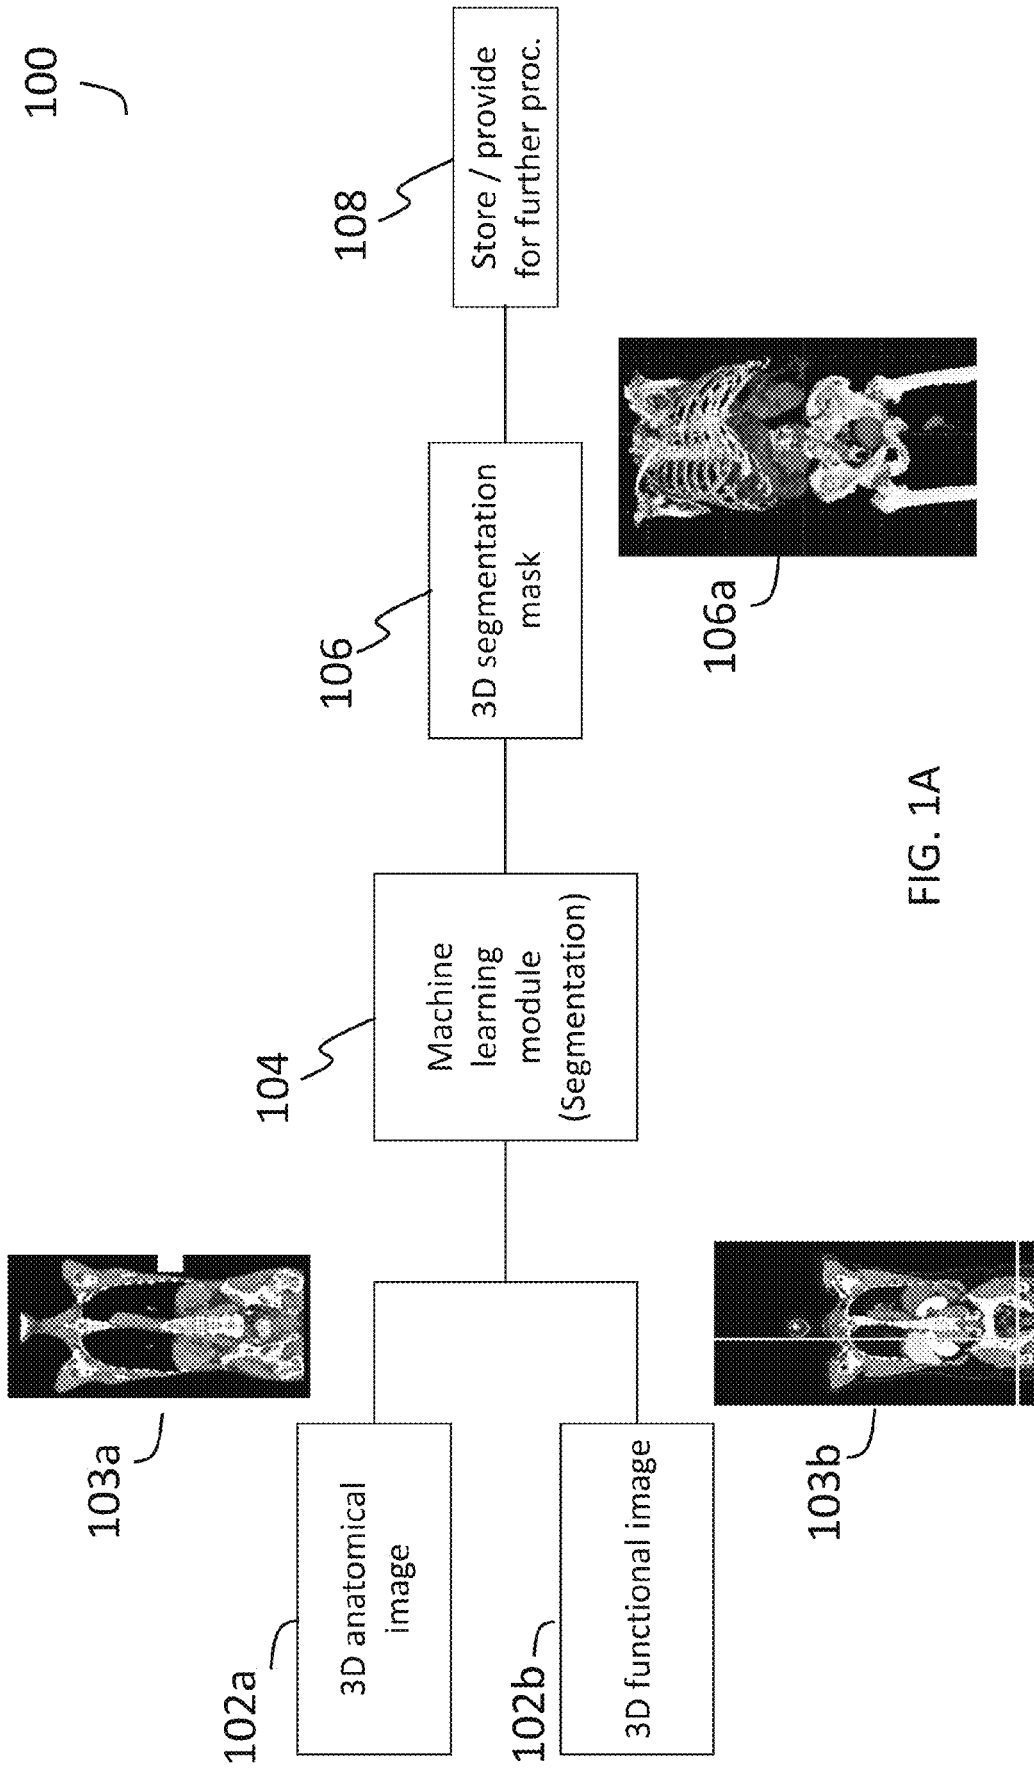 100
102a
3D anatomical
image
103a
102b
3D functional image
103b
104
Machine
learning
module
(Segmentation)
106
3D segmentation
mask
106a
108
Store / provide
for further proc.
FIG. 1A